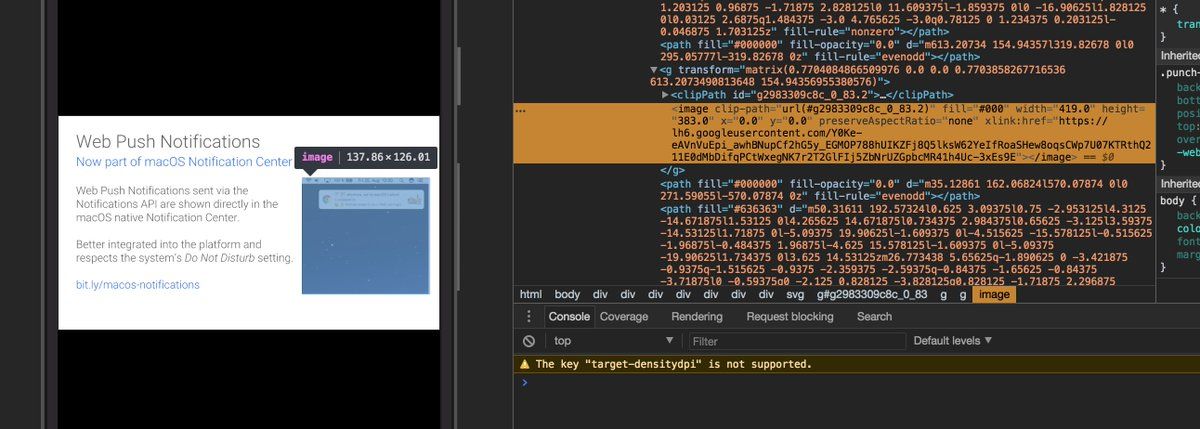 Web Push Notifications
Now part of macOS Notification Center
image 137.86 × 126.01
Web Push Notifications sent via the
Notifications API are shown directly in the
macOS native Notification Center.
Better integrated into the platform and
respects the system's Do Not Disturb setting.
bit.ly/macos-notifications
1.203125 0.96875 -1.71875 2.828125l0 11.609375l-1.859375 0l0 -16.90625l1.828125
0l0.03125 2.6875q1.484375 -3.0 4.765625 -3.0q0.78125 0 1.234375 0.203125l-
0.046875 1.703125z" fill-rule="nonzero"></path>
<path fill="#000000" fill-opacity="0.0" d="m613.20734 154.94357l319.82678 0l0
295.05777l-319.82678 0z" fill-rule="evenodd"></path>
▼<g transform="matrix(0.7704084866509976 0.0 0.0 0.7703858267716536
613.2073490813648 154.94356955380576)">
▶<clipPath id="g2983309c8c_0_83.2">…</clipPath>
… <image clip-path="url(#g2983309c8c_0_83.2)" fill="#000" width="419.0" height=
"383.0" x="0.0" y="0.0" preserveAspectRatio="none" xlink:href="https://
lh6.googleusercontent.com/Y0Ke-
eAVnVuEpi_awhBNupCf2hG5y_EGMOP788hUIKZFj8Q5lksW62YeIfRoaSHew8oqsCWp7U07KTRthQ2
11E0dMbDifqPCtWxegNK7r2T2GlFIj5ZbNrUZGpbcMR41h4Uc-3xEs9E"></image> == $0
</g>
<path fill="#000000" fill-opacity="0.0" d="m35.12861 162.06824l570.07874 0l0
271.59055l-570.07874 0z" fill-rule="evenodd"></path>
<path fill="#636363" d="m50.31611 192.57324l0.625 3.09375l0.75 -2.953125l4.3125
-14.671875l1.53125 0l4.265625 14.671875l0.734375 2.984375l0.65625 -3.125l3.59375
-14.53125l1.71875 0l-5.09375 19.90625l-1.609375 0l-4.515625 -15.578125l-0.515625
-1.96875l-0.484375 1.96875l-4.625 15.578125l-1.609375 0l-5.09375
-19.90625l1.734375 0l3.625 14.53125zm26.773438 5.65625q-1.890625 0 -3.421875
-0.9375q-1.515625 -0.9375 -2.359375 -2.59375q-0.84375 -1.65625 -0.84375
-3.71875l0 -0.59375q0 -2.125 0.828125 -3.828125q0.828125 -1.71875 2.296875
html body div div div div div div div svg g#g2983309c8c_0_83 g g image
Console Coverage Rendering Request blocking Search
top ▼ Filter Default levels ▼
The key "target-densitydpi" is not supported.
>
* {
tran
}
Inherited
.punch-
back
bott
posi
top:
over
-web
}
Inherited
body {
back
colo
font
marg
}